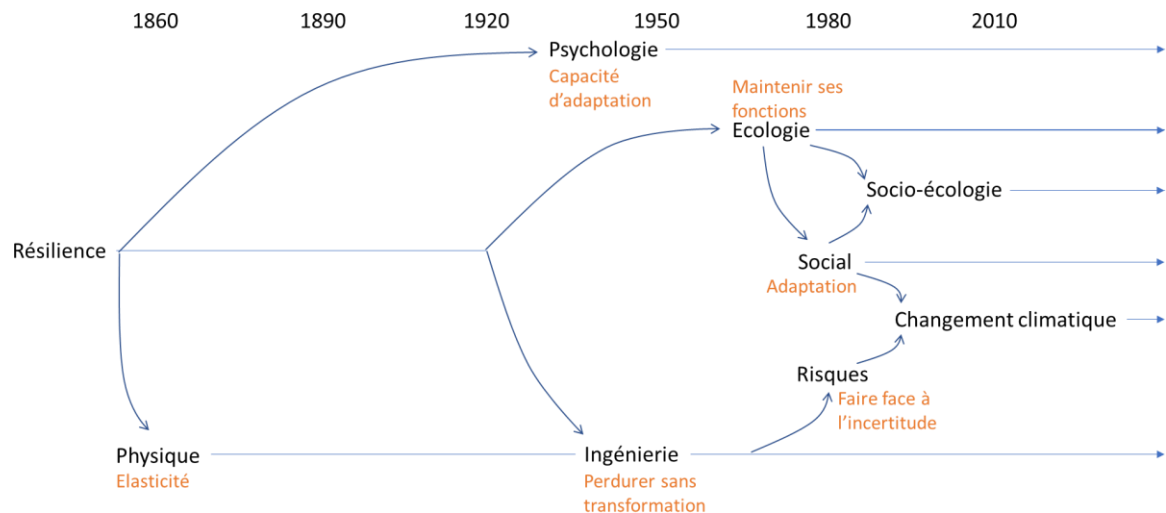 1860 1890 1920 1950 1980 2010
Psychologie
Capacité
d'adaptation
Maintenir ses
fonctions
Ecologie
Socio-écologie
Résilience
Social
Adaptation
Changement climatique
Risques
Faire face à
l'incertitude
Physique
Elasticité
Ingénierie
Perdurer sans
transformation